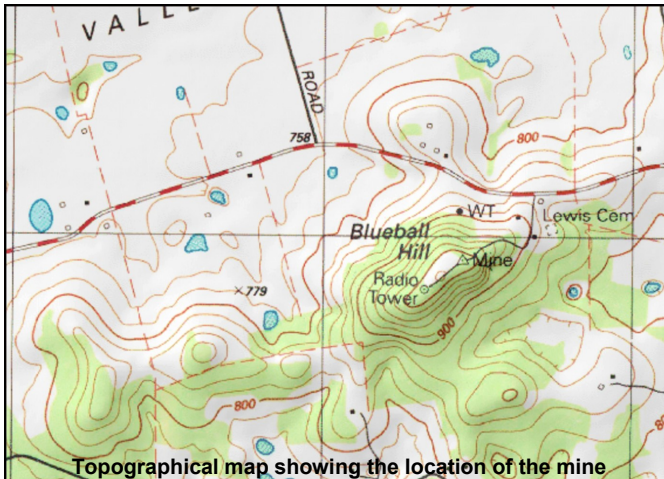 VALLE
ROAD
758
800
WT
Lewis Cem
Blueball
Hill
Mine
Radio
Tower
779
900
800
Topographical map showing the location of the mine